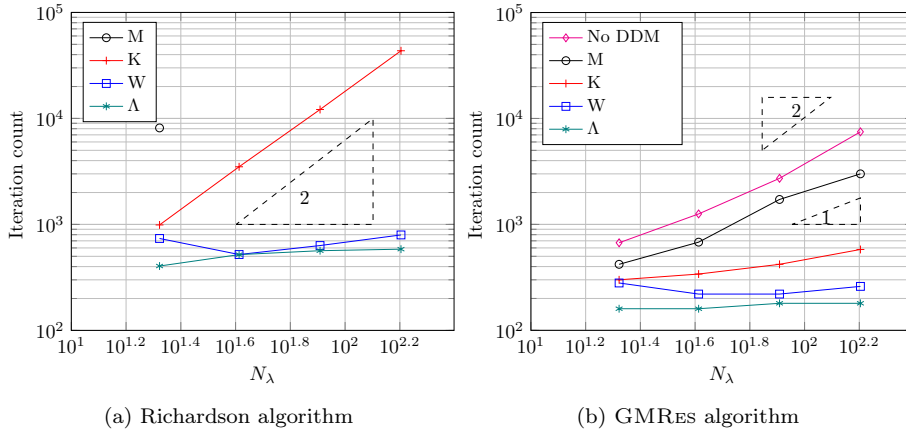 10^5
10^4
10^3
10^2
Iteration count
M
K
W
Λ
2
10^1 10^1.2 10^1.4 10^1.6 10^1.8 10^2 10^2.2
N_λ
(a) Richardson algorithm
10^5
10^4
10^3
10^2
Iteration count
No DDM
M
K
W
Λ
2
1
10^1 10^1.2 10^1.4 10^1.6 10^1.8 10^2 10^2.2
N_λ
(b) GMRES algorithm